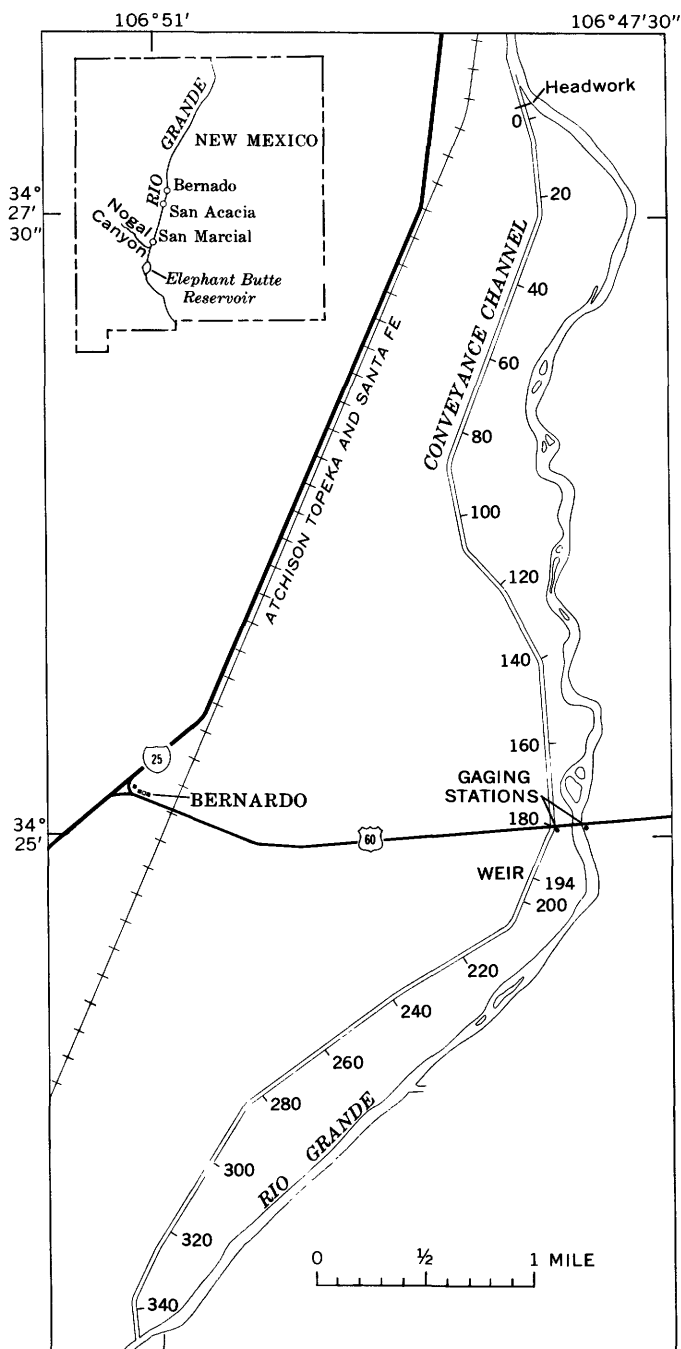 106°51′
106°47′30″
Headwork
0
RIO GRANDE
NEW MEXICO
Bernado
San Acacia
Nogal
Canyon
San Marcial
Elephant Butte
Reservoir
34°
27′
30″
20
CONVEYANCE CHANNEL
40
60
ATCHISON TOPEKA AND SANTA FE
80
100
120
140
160
25
BERNARDO
GAGING
STATIONS
34°
25′
180
60
WEIR
194
200
220
240
260
280
RIO GRANDE
300
320
340
0 ½ 1 MILE